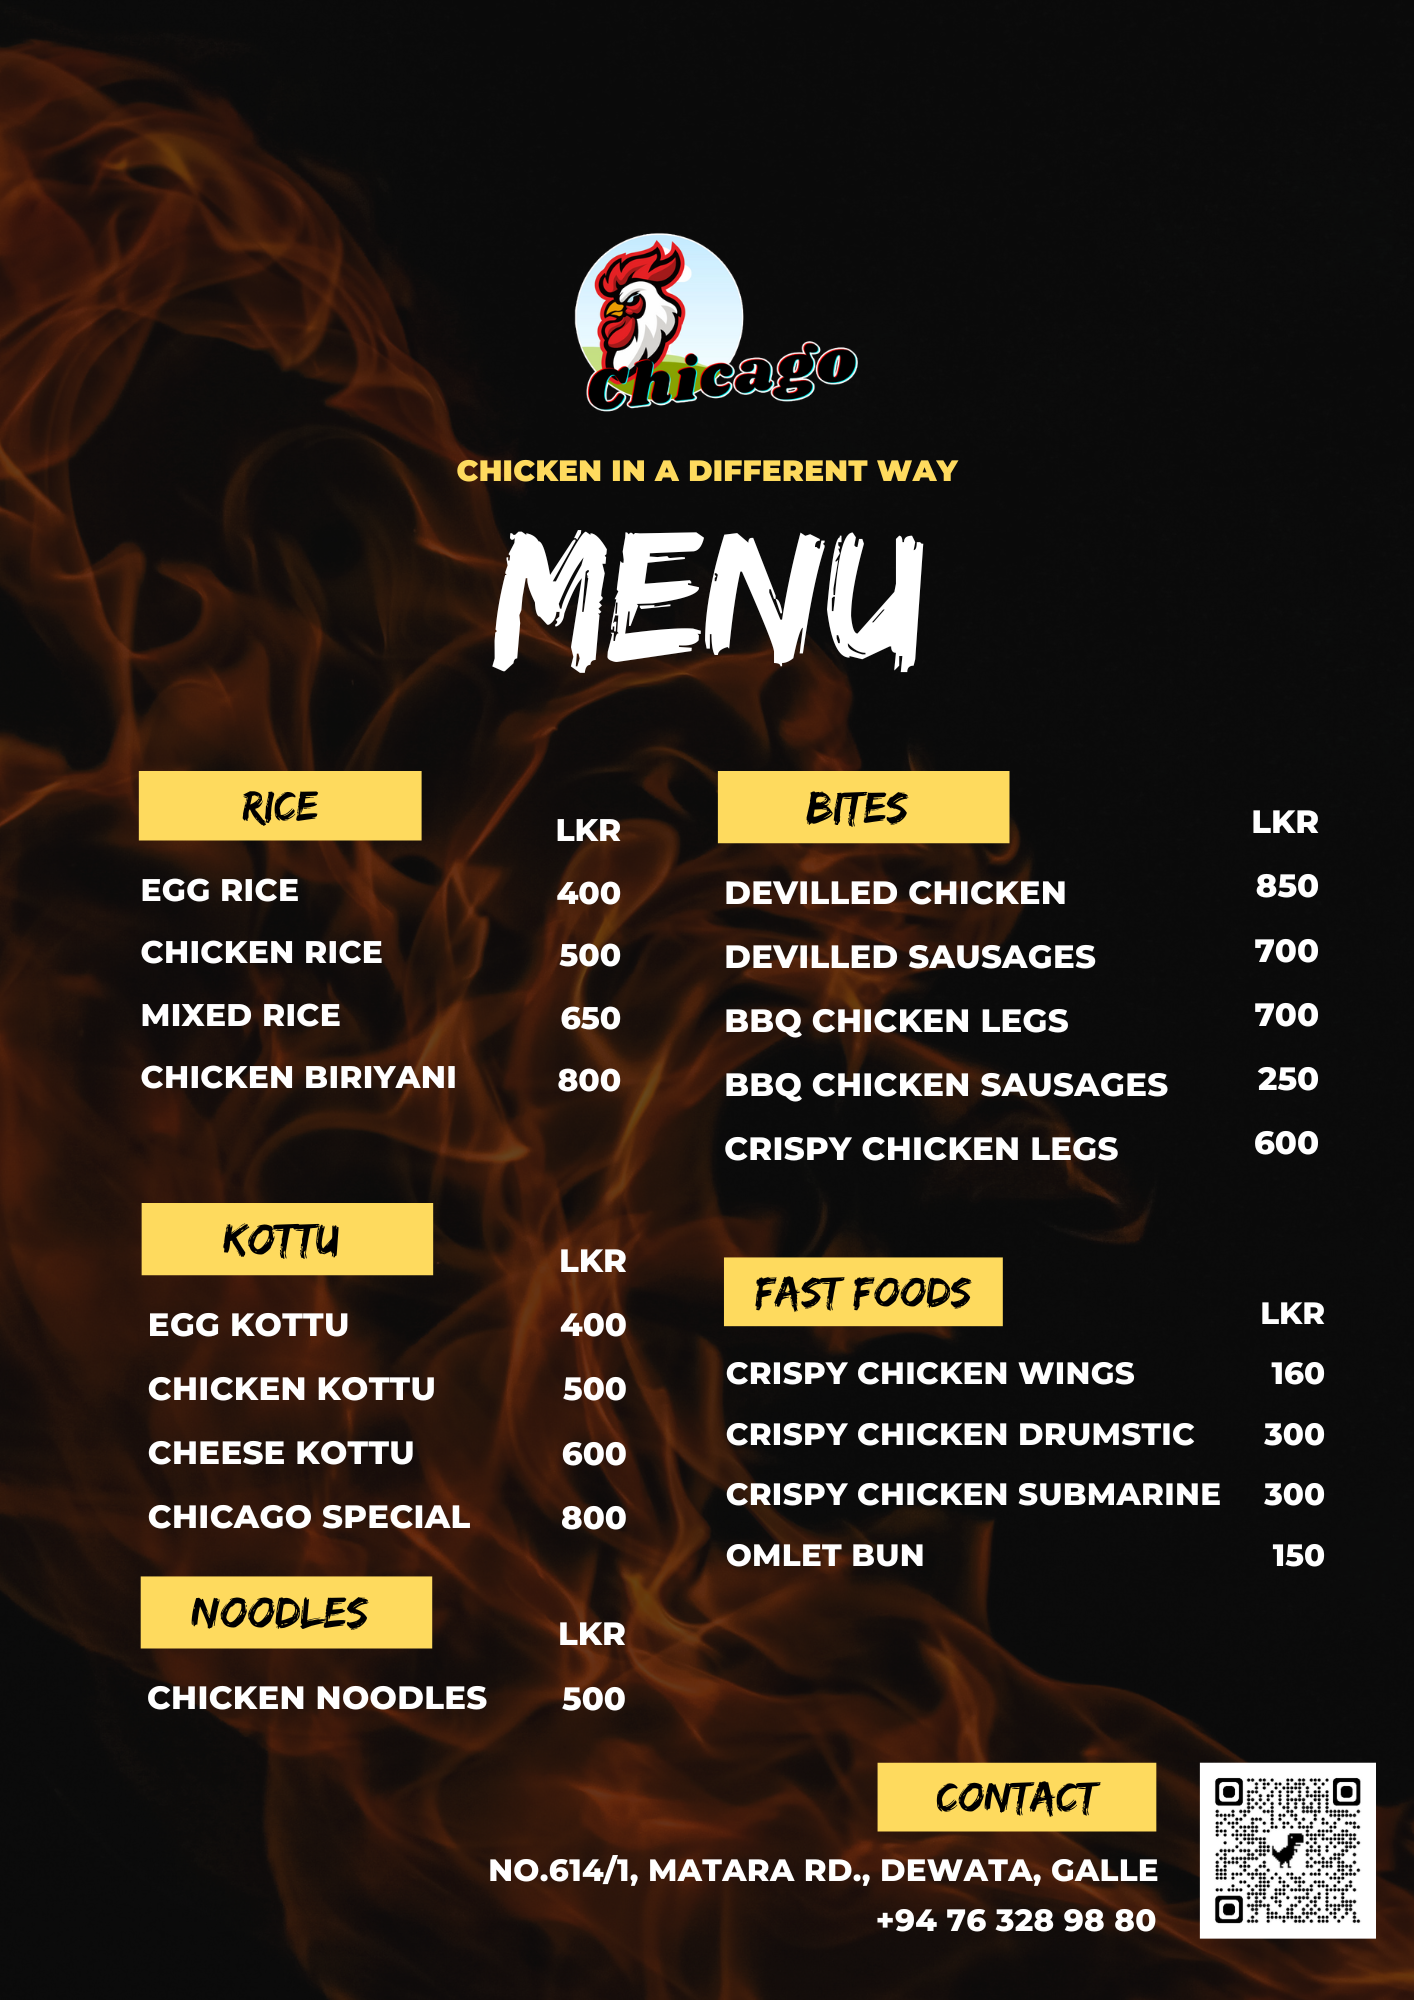 Chicago
CHICKEN IN A DIFFERENT WAY
MENU
RICE
LKR
EGG RICE 400
CHICKEN RICE 500
MIXED RICE 650
CHICKEN BIRIYANI 800
KOTTU
LKR
EGG KOTTU 400
CHICKEN KOTTU 500
CHEESE KOTTU 600
CHICAGO SPECIAL 800
NOODLES
LKR
CHICKEN NOODLES 500
BITES
LKR
DEVILLED CHICKEN 850
DEVILLED SAUSAGES 700
BBQ CHICKEN LEGS 700
BBQ CHICKEN SAUSAGES 250
CRISPY CHICKEN LEGS 600
FAST FOODS
LKR
CRISPY CHICKEN WINGS 160
CRISPY CHICKEN DRUMSTIC 300
CRISPY CHICKEN SUBMARINE 300
OMLET BUN 150
CONTACT
NO.614/1, MATARA RD., DEWATA, GALLE
+94 76 328 98 80